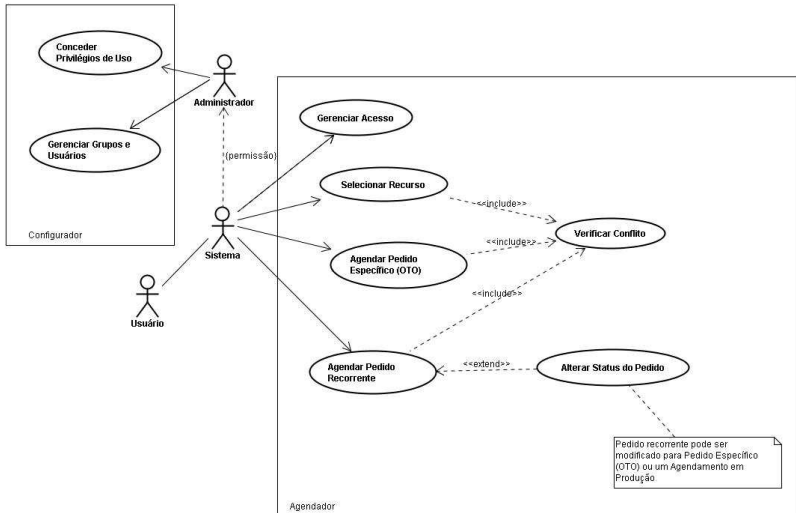 Conceder
Privilégios de Uso
Administrador
Gerenciar Grupos e
Usuários
Configurador
(permissão)
Sistema
Usuário
Gerenciar Acesso
Selecionar Recurso
<<include>>
Verificar Conflito
Agendar Pedido
Específico (OTO)
<<include>>
<<include>>
Agendar Pedido
Recorrente
<<extend>>
Alterar Status do Pedido
Pedido recorrente pode ser
modificado para Pedido Específico
(OTO) ou um Agendamento em
Produção
Agendador